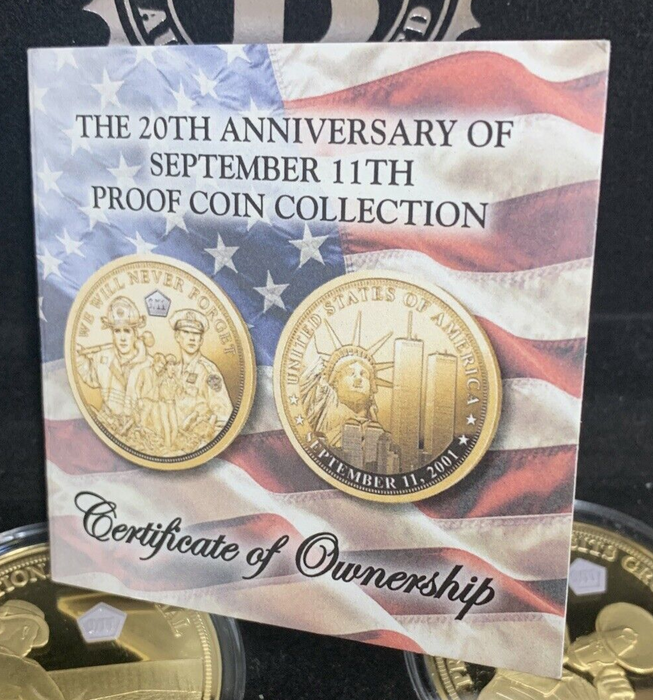 THE 20TH ANNIVERSARY OF
SEPTEMBER 11TH
PROOF COIN COLLECTION
WE WILL NEVER FORGET
UNITED STATES OF AMERICA
SEPTEMBER 11, 2001
Certificate of Ownership